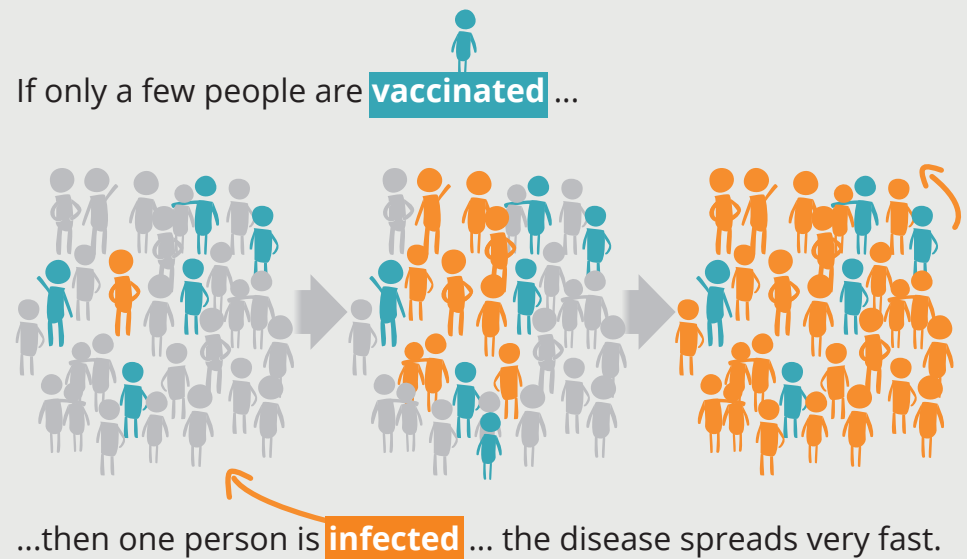 If only a few people are vaccinated ...
...then one person is infected ... the disease spreads very fast.